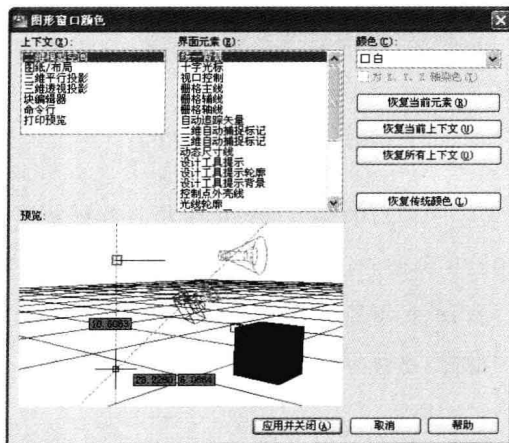 图形窗口颜色
上下文(X):
图纸/布局
三维平行投影
三维透视投影
块编辑器
命令行
打印预览
界面元素(E):
十字光标
视口控制
栅格主线
栅格辅线
栅格轴线
自动追踪矢量
二维自动捕捉标记
三维自动捕捉标记
动态尺寸线
设计工具提示
设计工具提示轮廓
设计工具提示背景
控制点外壳线
光线轮廓
颜色(C):
白
为 X、Y、Z 轴染色(T)
恢复当前元素(R)
恢复当前上下文(U)
恢复所有上下文(O)
恢复传统颜色(L)
预览:
应用并关闭(A)
取消
帮助